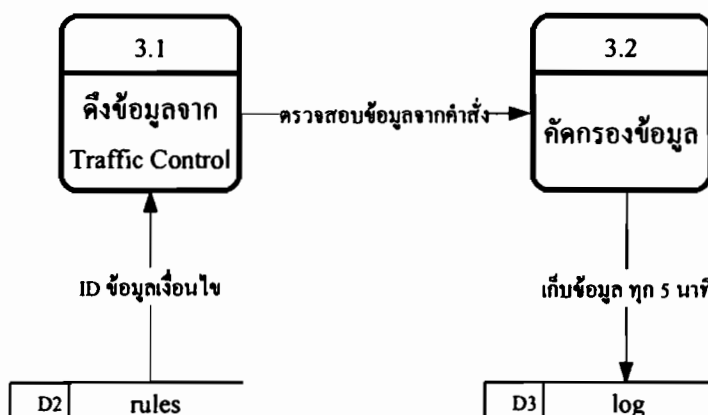 3.1
3.2
ดึงข้อมูลจาก
Traffic Control
ตรวจสอบข้อมูลจากคำสั่ง
คัดกรองข้อมูล
ID ข้อมูลเงื่อนไข
เก็บข้อมูล ทุก 5 นาที
D2
rules
D3
log